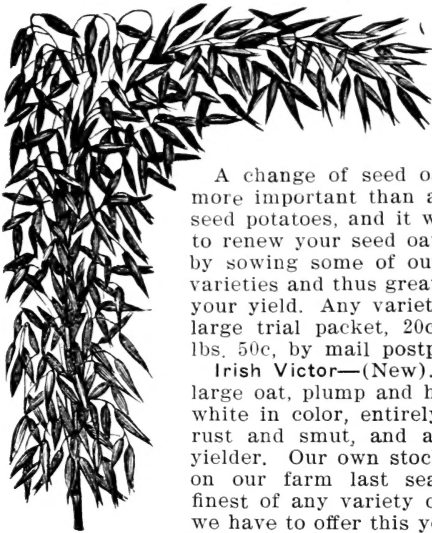 A change of seed o
more important than a
seed potatoes, and it w
to renew your seed oa
by sowing some of ou
varieties and thus grea
your yield. Any variet
large trial packet, 20c
lbs. 50c, by mail postp
Irish Victor—(New).
large oat, plump and h
white in color, entirely
rust and smut, and a
yielder. Our own stoc
on our farm last sea
finest of any variety o
we have to offer this ye